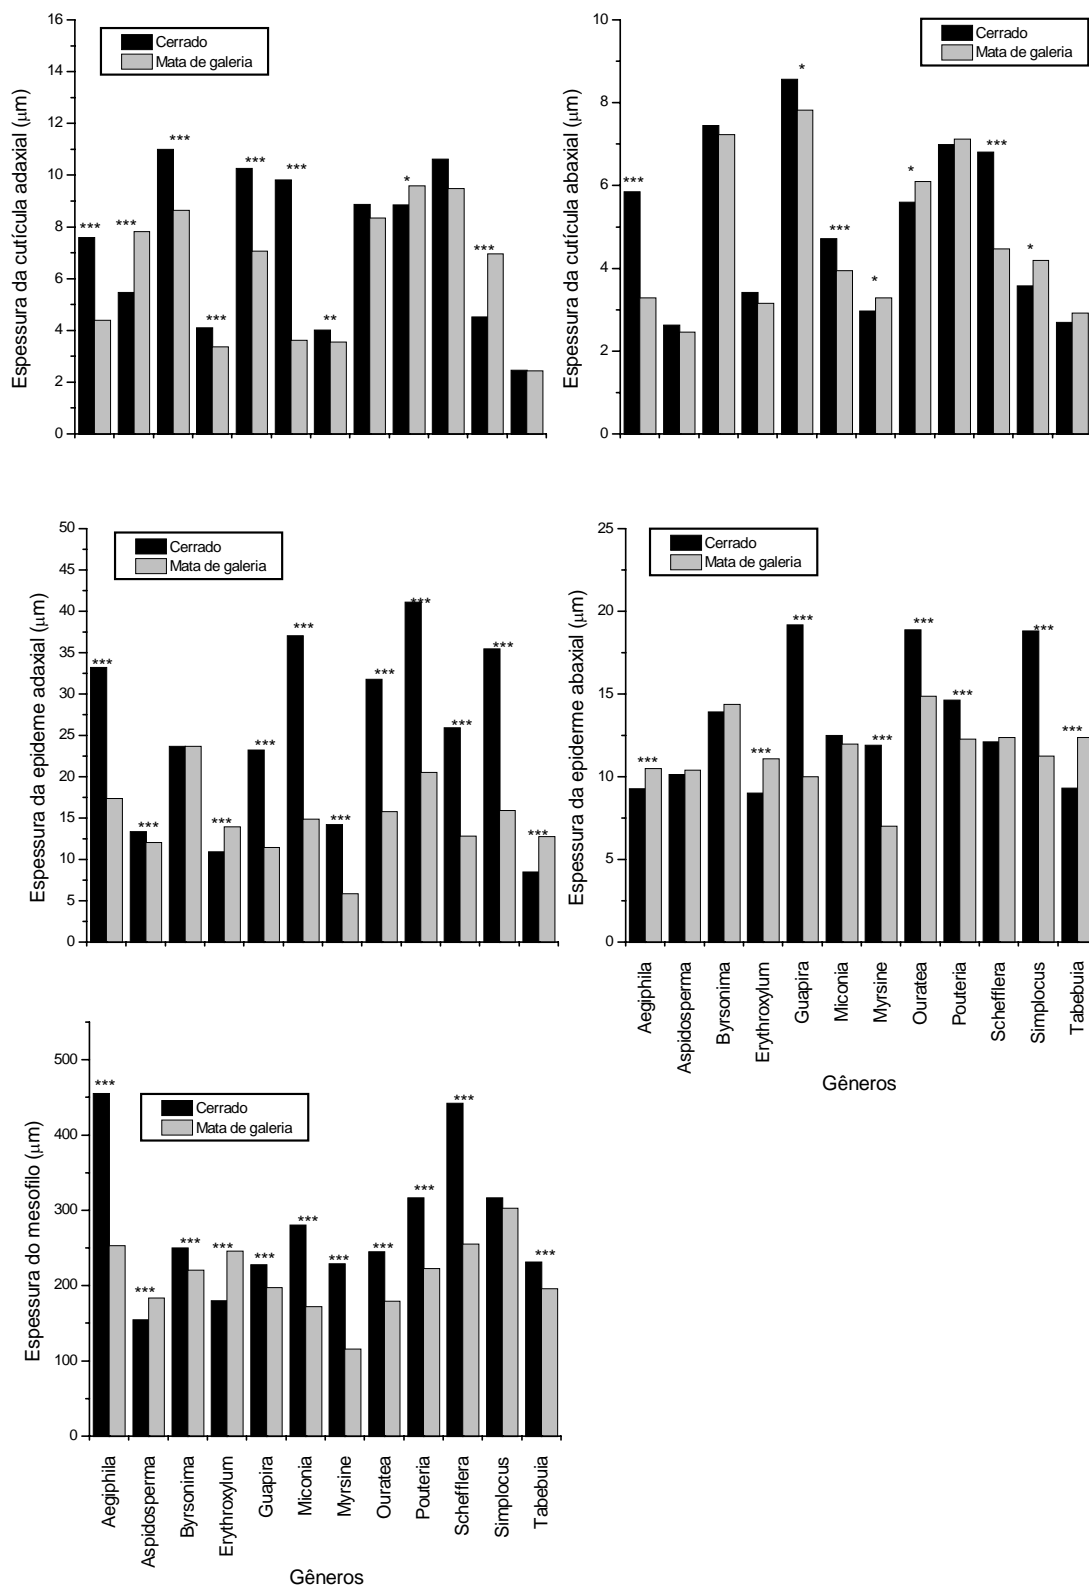 Espessura da cutícula adaxial (μm)
16
14
12
10
8
6
4
2
0
Cerrado
Mata de galeria
***
***
***
***
***
***
**
*
***
Espessura da cutícula abaxial (μm)
10
8
6
4
2
0
Cerrado
Mata de galeria
***
*
***
*
*
***
*
Espessura da epiderme adaxial (μm)
50
45
40
35
30
25
20
15
10
5
0
Cerrado
Mata de galeria
***
***
***
***
***
***
***
***
***
***
***
Espessura da epiderme abaxial (μm)
25
20
15
10
5
0
Cerrado
Mata de galeria
***
***
***
***
***
***
***
***
Aegiphila
Aspidosperma
Byrsonima
Erythroxylum
Guapira
Miconia
Myrsine
Ouratea
Pouteria
Schefflera
Simplocus
Tabebuia
Gêneros
Espessura do mesofilo (μm)
500
400
300
200
100
0
Cerrado
Mata de galeria
***
***
***
***
***
***
***
***
***
***
***
Aegiphila
Aspidosperma
Byrsonima
Erythroxylum
Guapira
Miconia
Myrsine
Ouratea
Pouteria
Schefflera
Simplocus
Tabebuia
Gêneros